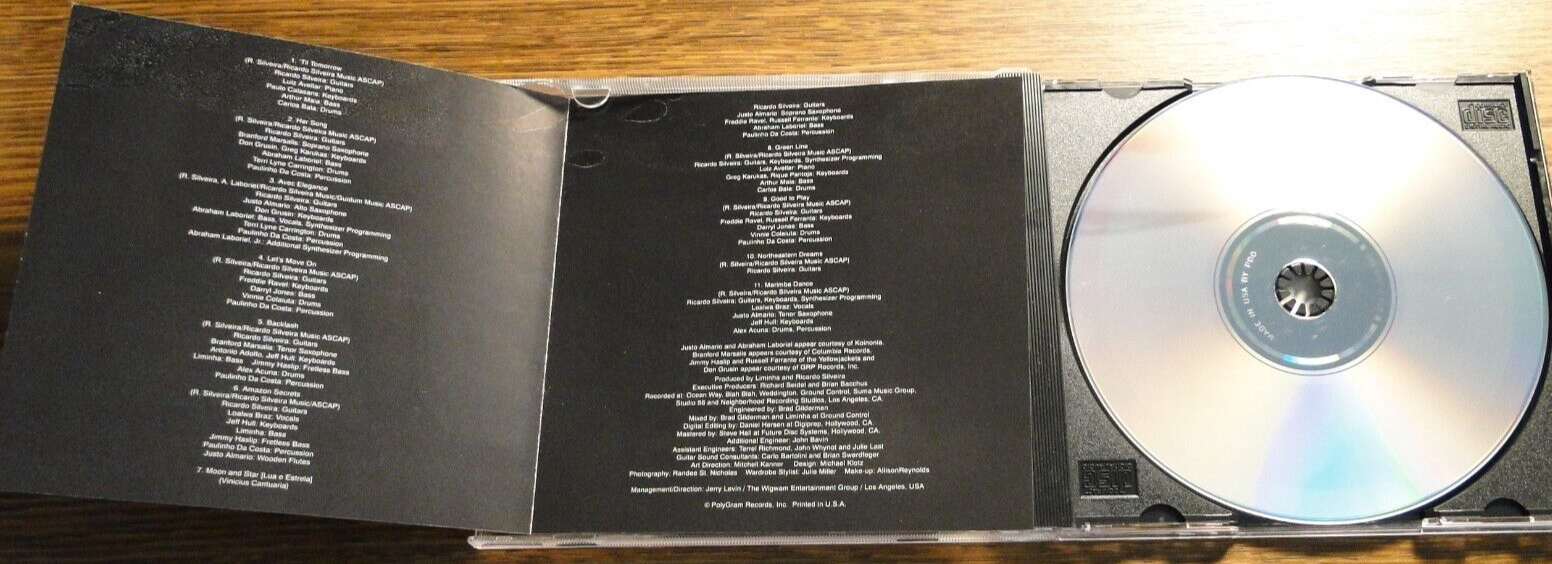 1. 'Til Tomorrow
(R. Silveira/Ricardo Silveira Music ASCAP)
Ricardo Silveira: Guitars
Luiz Avellar: Piano
Paulo Calasans: Keyboards
Arthur Maia: Bass
Carlos Bala: Drums
2. Her Song
(R. Silveira/Ricardo Silveira Music ASCAP)
Ricardo Silveira: Guitars
Branford Marsalis: Soprano Saxophone
Don Grusin, Greg Karukas: Keyboards
Abraham Laboriel: Bass
Terri Lyne Carrington: Drums
Paulinho Da Costa: Percussion
3. Avec Elegance
(R. Silveira, A. Laboriel/Ricardo Silveira Music/Guidum Music ASCAP)
Ricardo Silveira: Guitars
Justo Almario: Alto Saxophone
Don Grusin: Keyboards
Abraham Laboriel: Bass, Vocals, Synthesizer Programming
Terri Lyne Carrington: Drums
Paulinho Da Costa: Percussion
Abraham Laboriel, Jr.: Additional Synthesizer Programming
4. Let's Move On
(R. Silveira/Ricardo Silveira Music ASCAP)
Ricardo Silveira: Guitars
Freddie Ravel: Keyboards
Darryl Jones: Bass
Vinnie Colaiuta: Drums
Paulinho Da Costa: Percussion
5. Backlash
(R. Silveira/Ricardo Silveira Music ASCAP)
Ricardo Silveira: Guitars
Branford Marsalis: Tenor Saxophone
Antonio Adolfo, Jeff Hull: Keyboards
Liminha: Bass Jimmy Haslip: Fretless Bass
Alex Acuna: Drums
Paulinho Da Costa: Percussion
6. Amazon Secrets
(R. Silveira/Ricardo Silveira Music/ASCAP)
Ricardo Silveira: Guitars
Loalwa Braz: Vocals
Jeff Hull: Keyboards
Liminha: Bass
Jimmy Haslip: Fretless Bass
Paulinho Da Costa: Percussion
Justo Almario: Wooden Flutes
7. Moon and Star [Lua e Estrela]
(Vinicius Cantuaria)
Ricardo Silveira: Guitars
Justo Almario: Soprano Saxophone
Freddie Ravel, Russell Ferrante: Keyboards
Abraham Laboriel: Bass
Paulinho Da Costa: Percussion
8. Green Line
(R. Silveira/Ricardo Silveira Music ASCAP)
Ricardo Silveira: Guitars, Keyboards, Synthesizer Programming
Luiz Avellar: Piano
Greg Karukas, Rique Pantoja: Keyboards
Arthur Maia: Bass
Carlos Bala: Drums
9. Good to Play
(R. Silveira/Ricardo Silveira Music ASCAP)
Ricardo Silveira: Guitars
Freddie Ravel, Russell Ferrante: Keyboards
Darryl Jones: Bass
Vinnie Colaiuta: Drums
Paulinho Da Costa: Percussion
10. Northeastern Dreams
(R. Silveira/Ricardo Silveira Music ASCAP)
Ricardo Silveira: Guitars
11. Marimba Dance
(R. Silveira/Ricardo Silveira Music ASCAP)
Ricardo Silveira: Guitars, Keyboards, Synthesizer Programming
Loalwa Braz: Vocals
Justo Almario: Tenor Saxophone
Jeff Hull: Keyboards
Alex Acuna: Drums, Percussion
Justo Almario and Abraham Laboriel appear courtesy of Koinonia.
Branford Marsalis appears courtesy of Columbia Records.
Jimmy Haslip and Russell Ferrante of the Yellowjackets and
Don Grusin appear courtesy of GRP Records, Inc.
Produced by Liminha and Ricardo Silveira
Executive Producers: Richard Seidel and Brian Bacchus
Recorded at: Ocean Way, Blah Blah, Weddington, Ground Control, Suma Music Group,
Studio 56 and Neighborhood Recording Studios, Los Angeles, CA.
Engineered by: Brad Gilderman
Mixed by: Brad Gilderman and Liminha at Ground Control
Digital Editing by: Daniel Hersen at Digiprep, Hollywood, CA.
Mastered by: Steve Hall at Future Disc Systems, Hollywood, CA
Additional Engineer: John Bavin
Assistant Engineers: Terrel Richmond, John Whynot and Julie Last
Guitar Sound Consultants: Carlo Bartolini and Brian Swerdfeger
Art Direction: Mitchell Kanner Design: Michael Klotz
Photography: Randee St. Nicholas Wardrobe Stylist: Julie Miller Make-up: AllisonReynolds
Management/Direction: Jerry Levin / The Wigwam Entertainment Group / Los Angeles, USA
© PolyGram Records, Inc. Printed in U.S.A.
MADE IN USA BY PDO
disc
disc